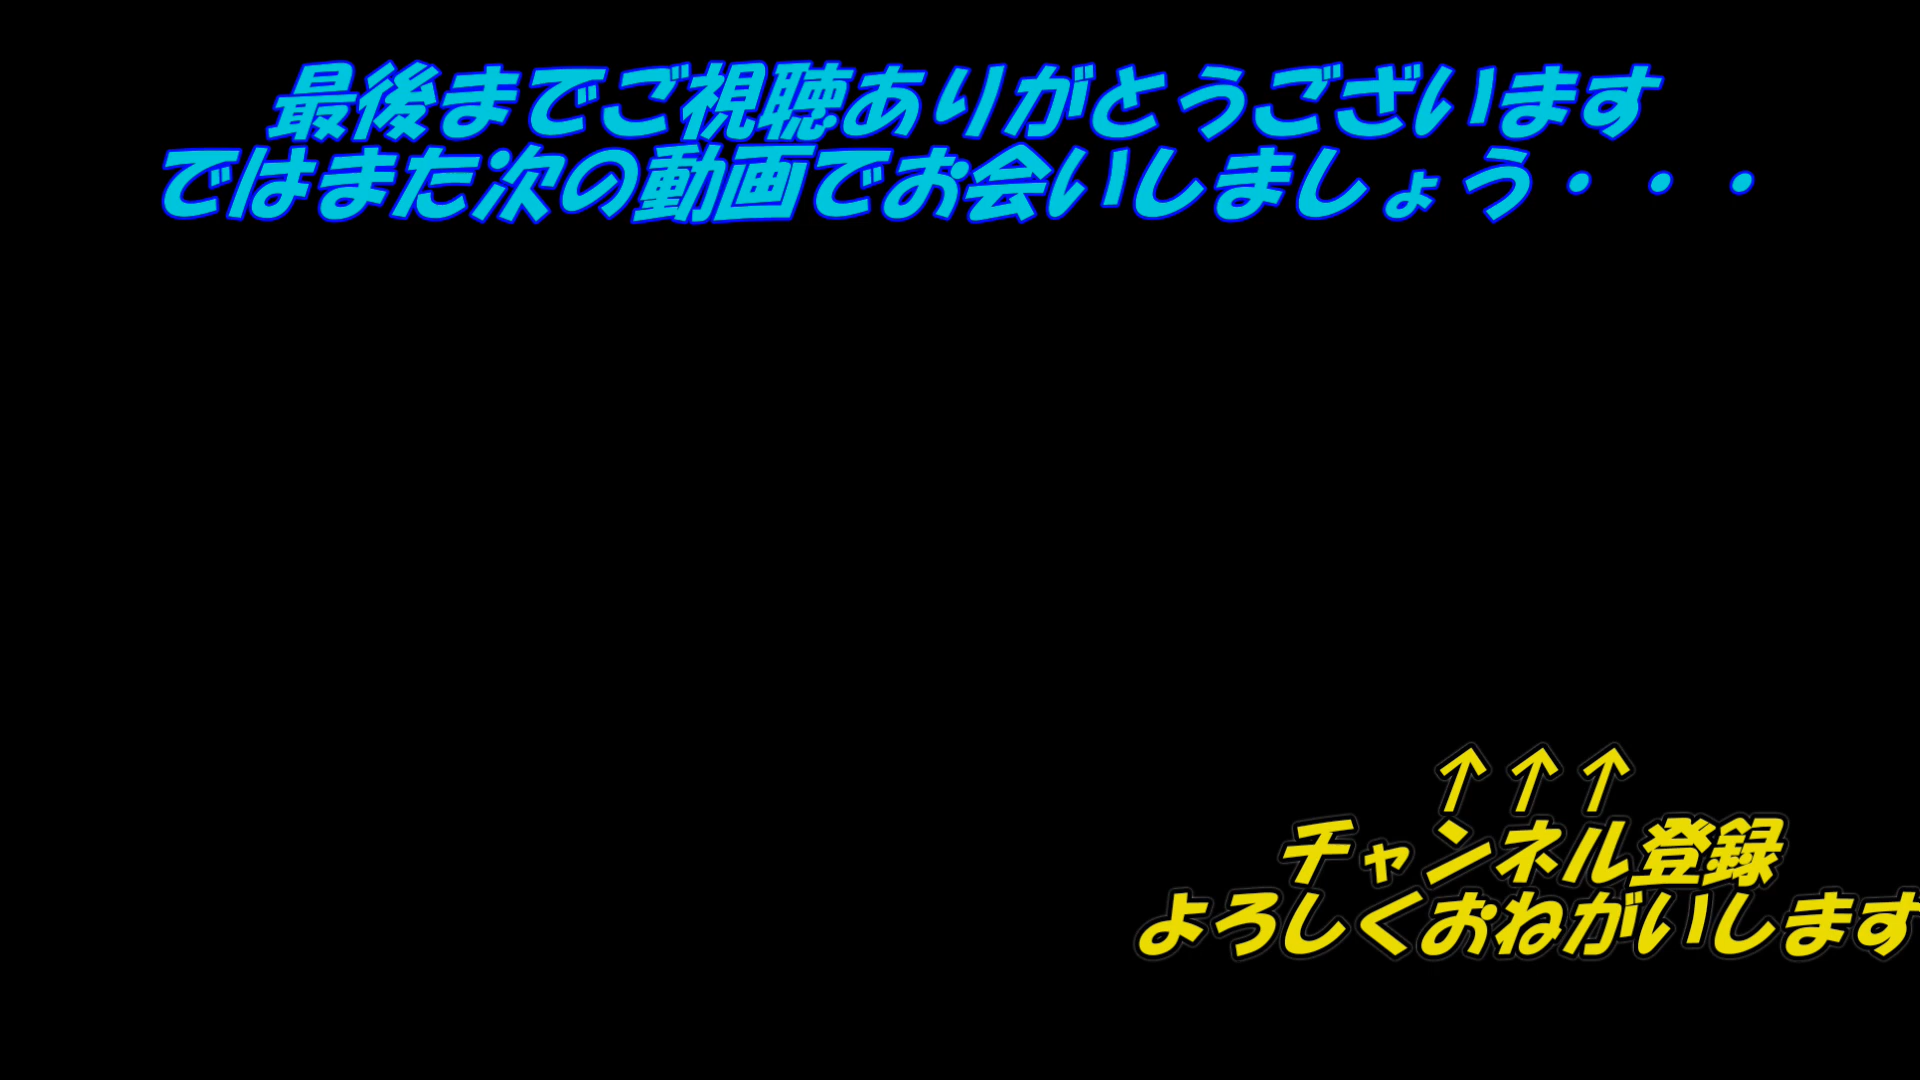 最後までご視聴ありがとうございます
ではまた次の動画でお会いしましょう・・・
↑↑↑
チャンネル登録
よろしくおねがいします